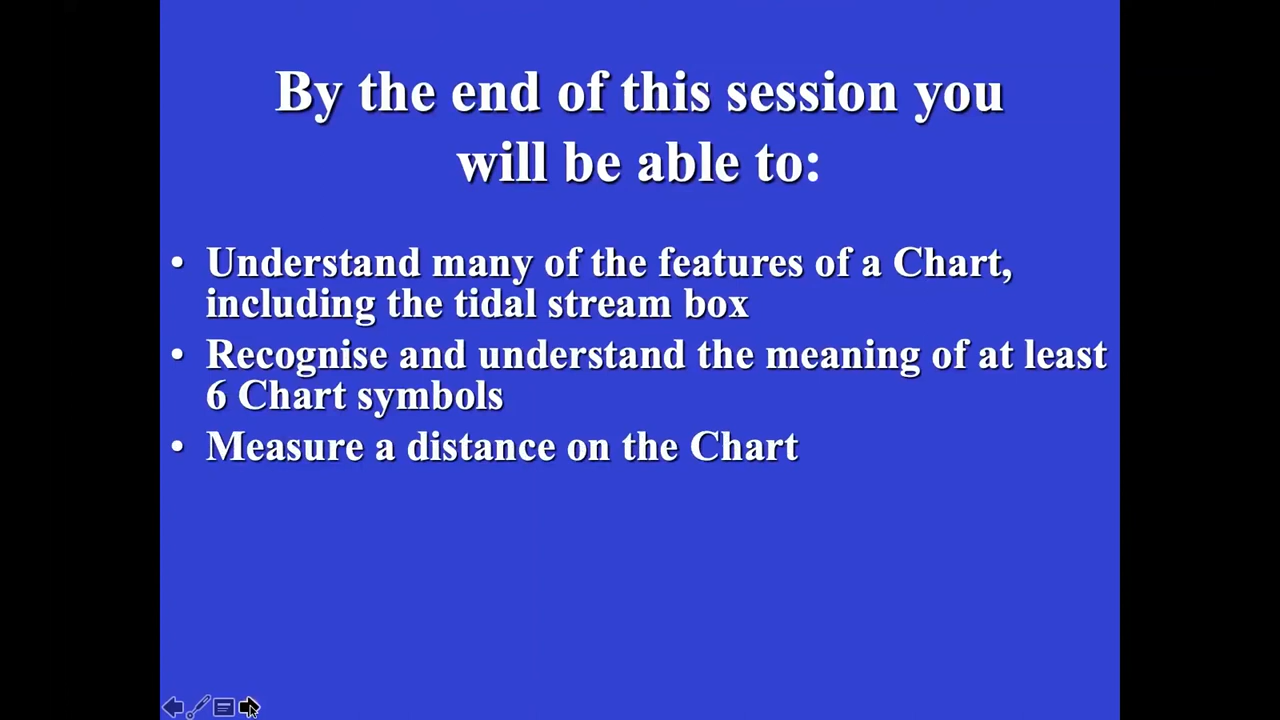 By the end of this session you
will be able to:
• Understand many of the features of a Chart,
including the tidal stream box
• Recognise and understand the meaning of at least
6 Chart symbols
• Measure a distance on the Chart